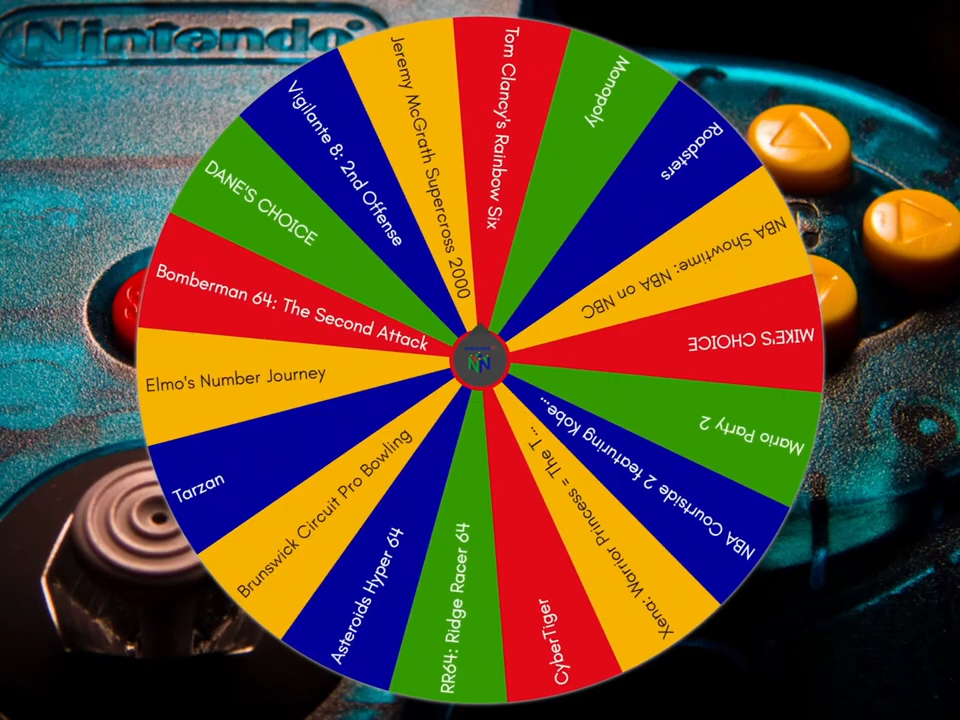 Nintendo
Tom Clancy's Rainbow Six
Monopoly
Roadsters
NBA Showtime: NBA on NBC
MIKE'S CHOICE
Mario Party 2
NBA Courtside 2 featuring Kobe...
Xena: Warrior Princess = The T...
CyberTiger
RR64: Ridge Racer 64
Asteroids Hyper 64
Brunswick Circuit Pro Bowling
Tarzan
Elmo's Number Journey
Bomberman 64: The Second Attack
DANE'S CHOICE
Vigilante 8: 2nd Offense
Jeremy McGrath Supercross 2000